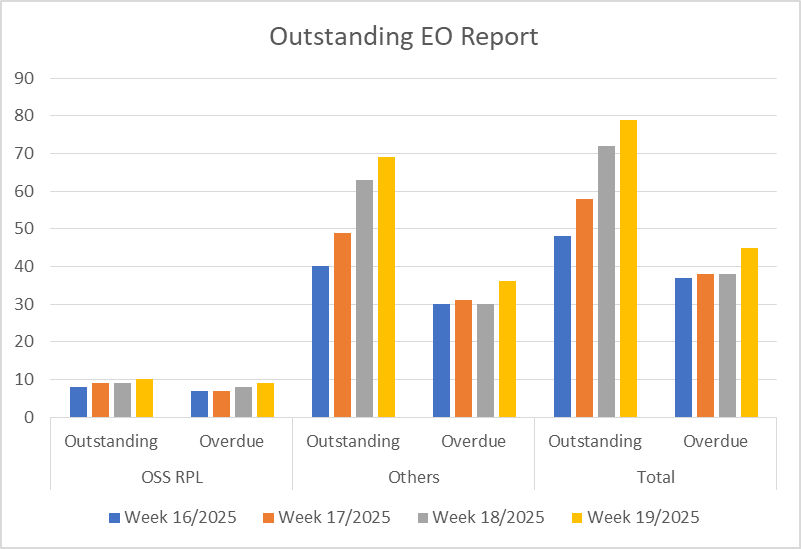 Outstanding EO Report
90
80
70
60
50
40
30
20
10
0
Outstanding Overdue Outstanding Overdue Outstanding Overdue
OSS RPL Others Total
Week 16/2025 Week 17/2025 Week 18/2025 Week 19/2025